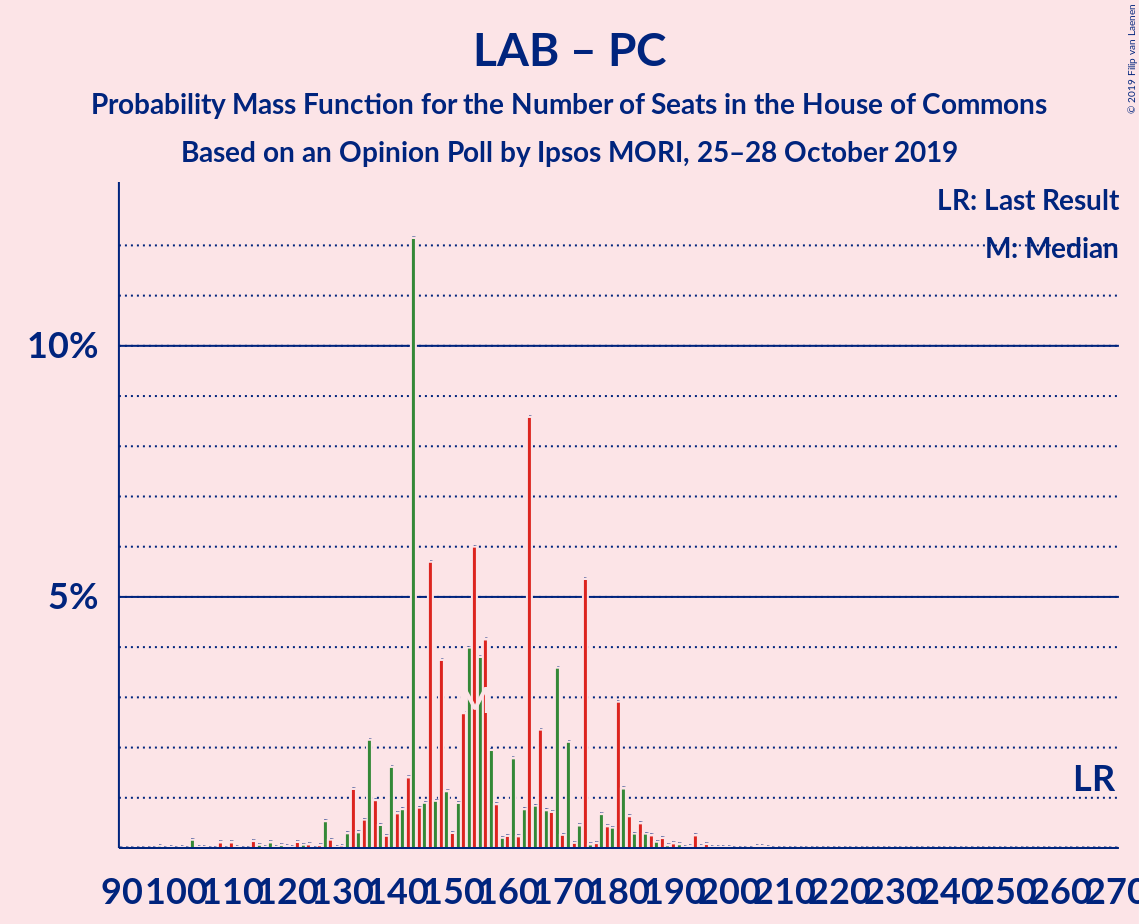 LAB – PC
Probability Mass Function for the Number of Seats in the House of Commons
Based on an Opinion Poll by Ipsos MORI, 25–28 October 2019
© 2019 Filip van Laenen
LR: Last Result
M: Median
10%
5%
M
LR
90 100 110 120 130 140 150 160 170 180 190 200 210 220 230 240 250 260 270